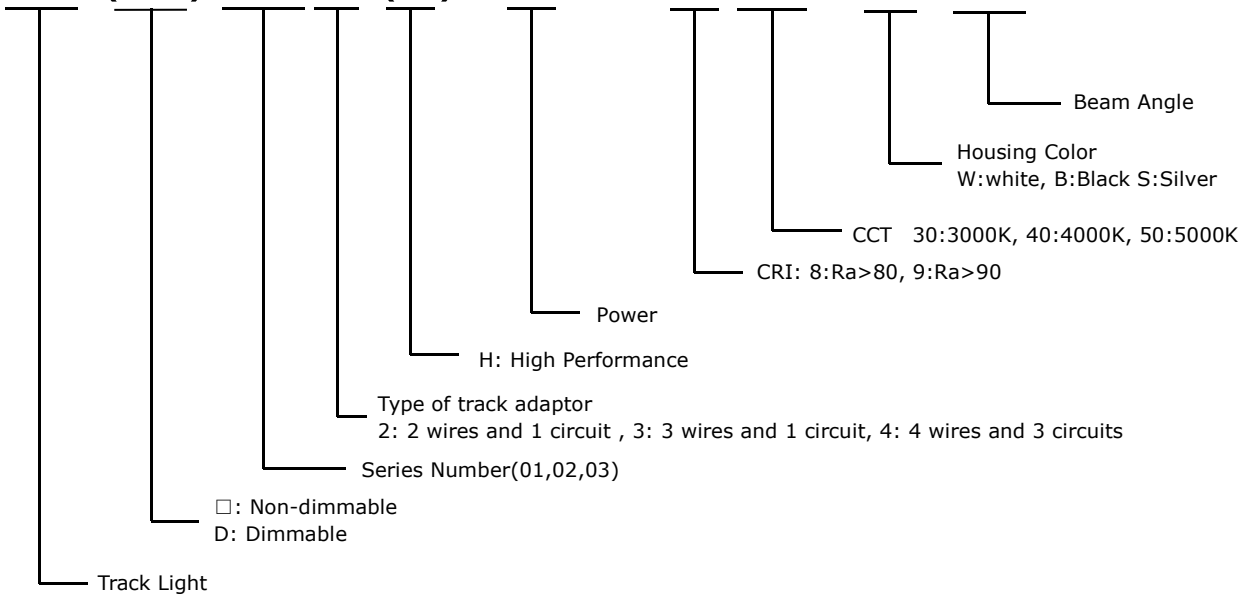 Beam Angle
Housing Color
W:white, B:Black S:Silver
CCT 30:3000K, 40:4000K, 50:5000K
CRI: 8:Ra>80, 9:Ra>90
Power
H: High Performance
Type of track adaptor
2: 2 wires and 1 circuit , 3: 3 wires and 1 circuit, 4: 4 wires and 3 circuits
Series Number(01,02,03)
□: Non-dimmable
D: Dimmable
Track Light